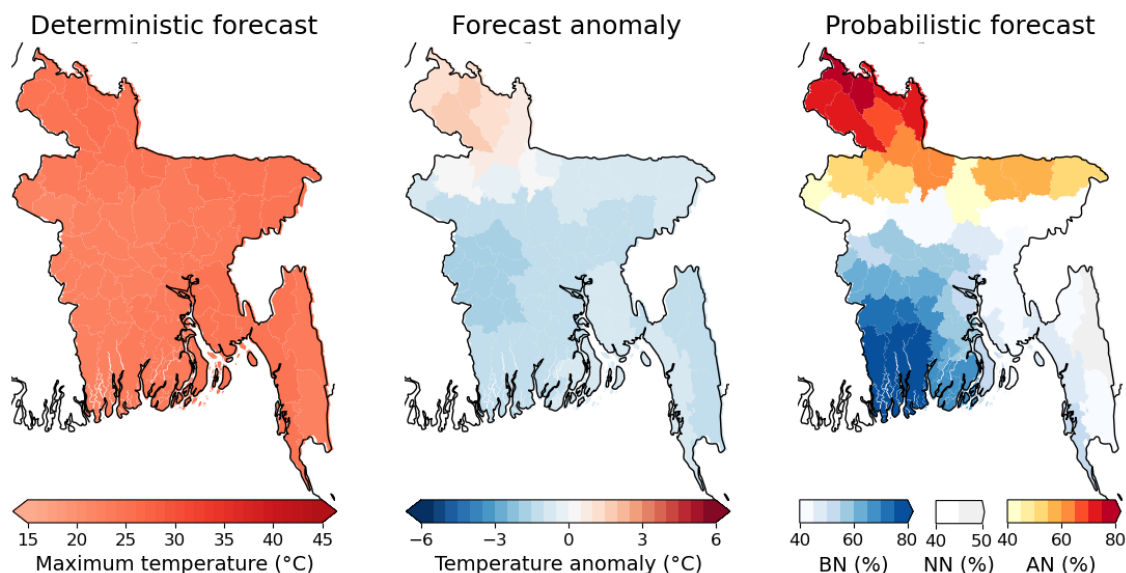 Deterministic forecast
Forecast anomaly
Probabilistic forecast
15 20 25 30 35 40 45
Maximum temperature (°C)
−6 −3 0 3 6
Temperature anomaly (°C)
40 60 80
BN (%)
40 50
NN (%)
40 60 80
AN (%)